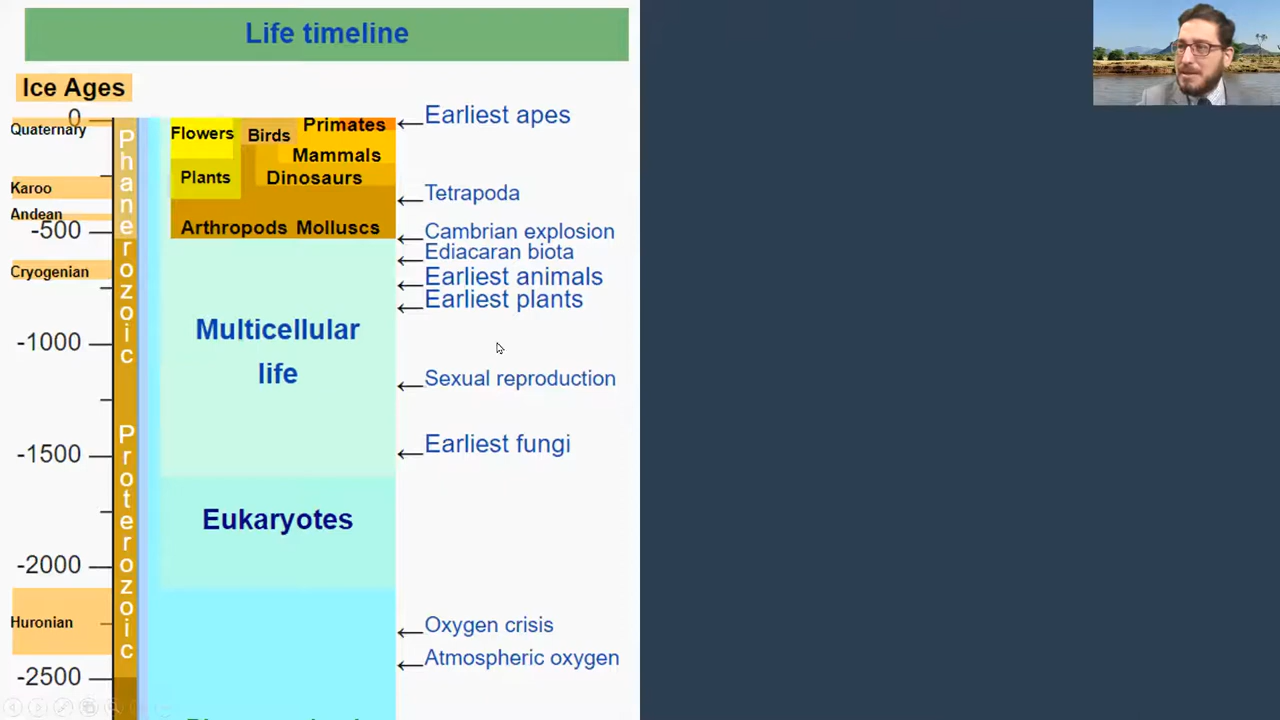 Life timeline
Ice Ages
0
Quaternary
Karoo
Andean
-500
Cryogenian
-1000
-1500
-2000
Huronian
-2500
Phanerozoic
Proterozoic
Flowers
Birds
Primates
Mammals
Plants
Dinosaurs
Arthropods Molluscs
Multicellular
life
Eukaryotes
Earliest apes
Tetrapoda
Cambrian explosion
Ediacaran biota
Earliest animals
Earliest plants
Sexual reproduction
Earliest fungi
Oxygen crisis
Atmospheric oxygen